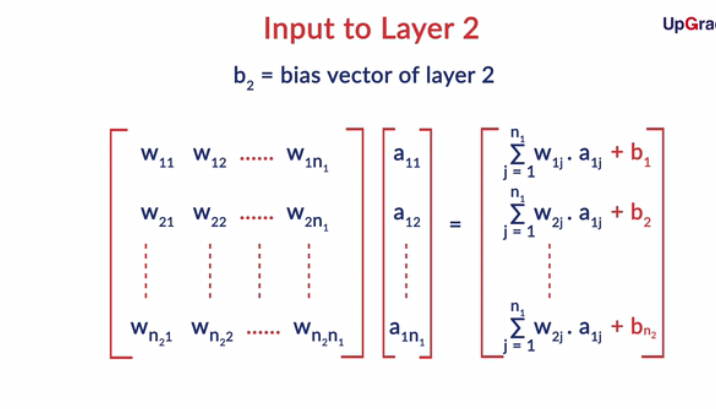 Input to Layer 2
UpGra
b₂ = bias vector of layer 2
w₁₁ w₁₂ ...... w₁ₙ₁ a₁₁ n₁ Σ j = 1 w₁ⱼ . a₁ⱼ + b₁
w₂₁ w₂₂ ...... w₂ₙ₁ a₁₂ = n₁ Σ j = 1 w₂ⱼ . a₁ⱼ + b₂
wₙ₂₁ wₙ₂₂ ...... wₙ₂ₙ₁ a₁ₙ₁ n₁ Σ j = 1 w₂ⱼ . a₁ⱼ + bₙ₂